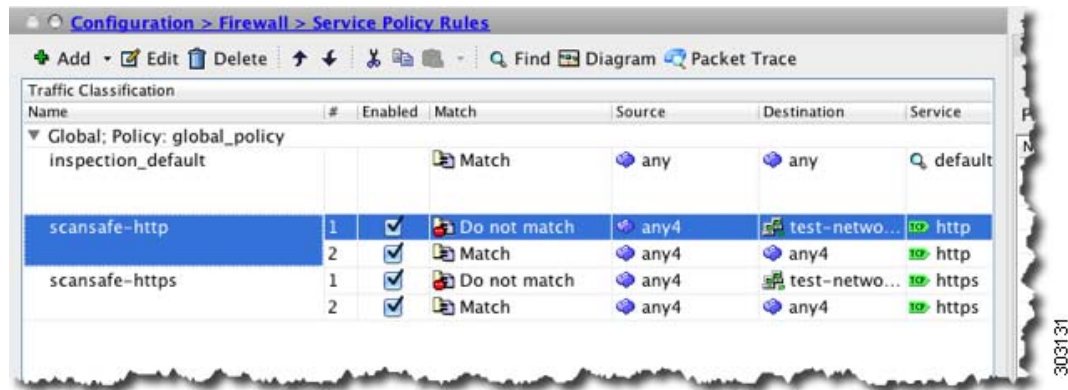 Configuration > Firewall > Service Policy Rules
Add Edit Delete Find Diagram Packet Trace
Traffic Classification
Name # Enabled Match Source Destination Service
Global; Policy: global_policy
inspection_default Match any any default
scansafe-http 1 Do not match any4 test-netwo... http
2 Match any4 any4 http
scansafe-https 1 Do not match any4 test-netwo... https
2 Match any4 any4 https
303131